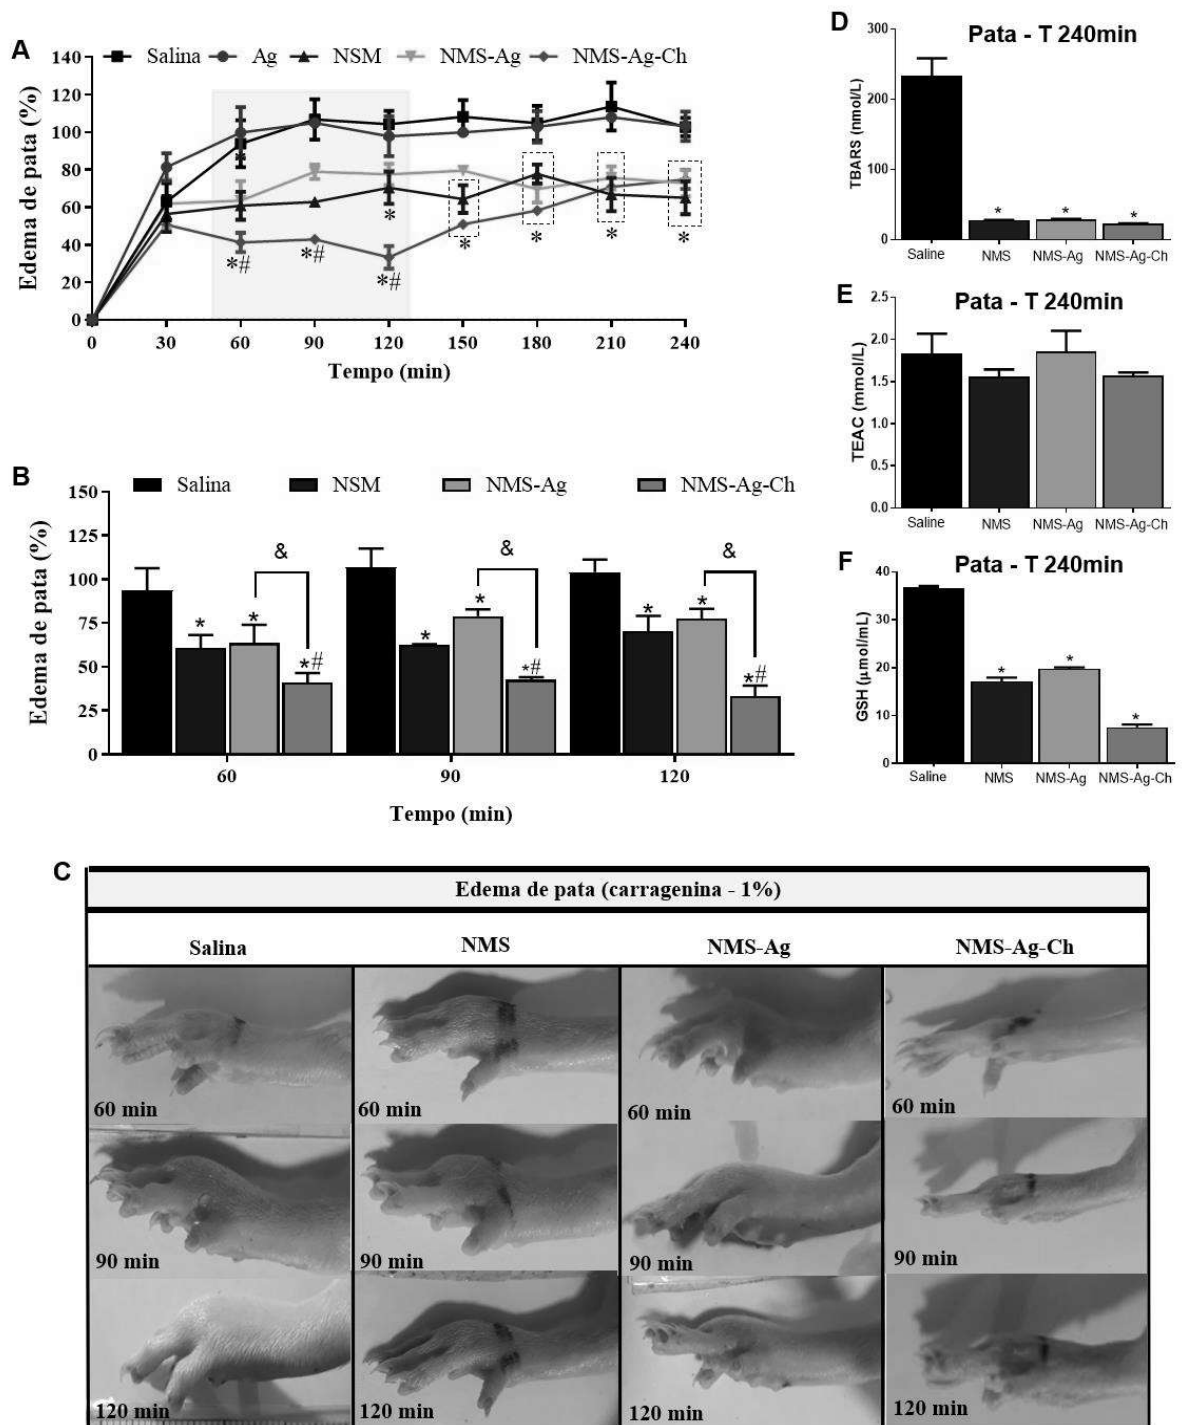 A
Salina Ag NSM NMS-Ag NMS-Ag-Ch
Edema de pata (%)
140
120
100
80
60
40
20
0
*#
*#
*
*#
*
*
*
*
0 30 60 90 120 150 180 210 240
Tempo (min)
B
Salina NSM NMS-Ag NMS-Ag-Ch
Edema de pata (%)
150
125
100
75
50
25
0
& & &
* * *#
* * *#
* * *#
60 90 120
Tempo (min)
C
Edema de pata (carragenina - 1%)
Salina NMS NMS-Ag NMS-Ag-Ch
60 min 60 min 60 min 60 min
90 min 90 min 90 min 90 min
120 min 120 min 120 min 120 min
D
Pata - T 240min
TBARS (nmol/L)
300
200
100
0
* * *
Saline NMS NMS-Ag NMS-Ag-Ch
E
Pata - T 240min
TEAC (mmol/L)
2.5
2.0
1.5
1.0
0.5
0.0
Saline NMS NMS-Ag NMS-Ag-Ch
F
Pata - T 240min
GSH (µmol/mL)
40
30
20
10
0
* * *
Saline NMS NMS-Ag NMS-Ag-Ch